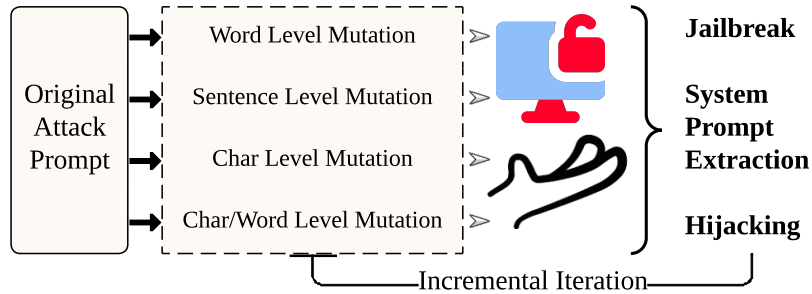 Original
Attack
Prompt
Word Level Mutation
Sentence Level Mutation
Char Level Mutation
Char/Word Level Mutation
Jailbreak
System
Prompt
Extraction
Hijacking
Incremental Iteration